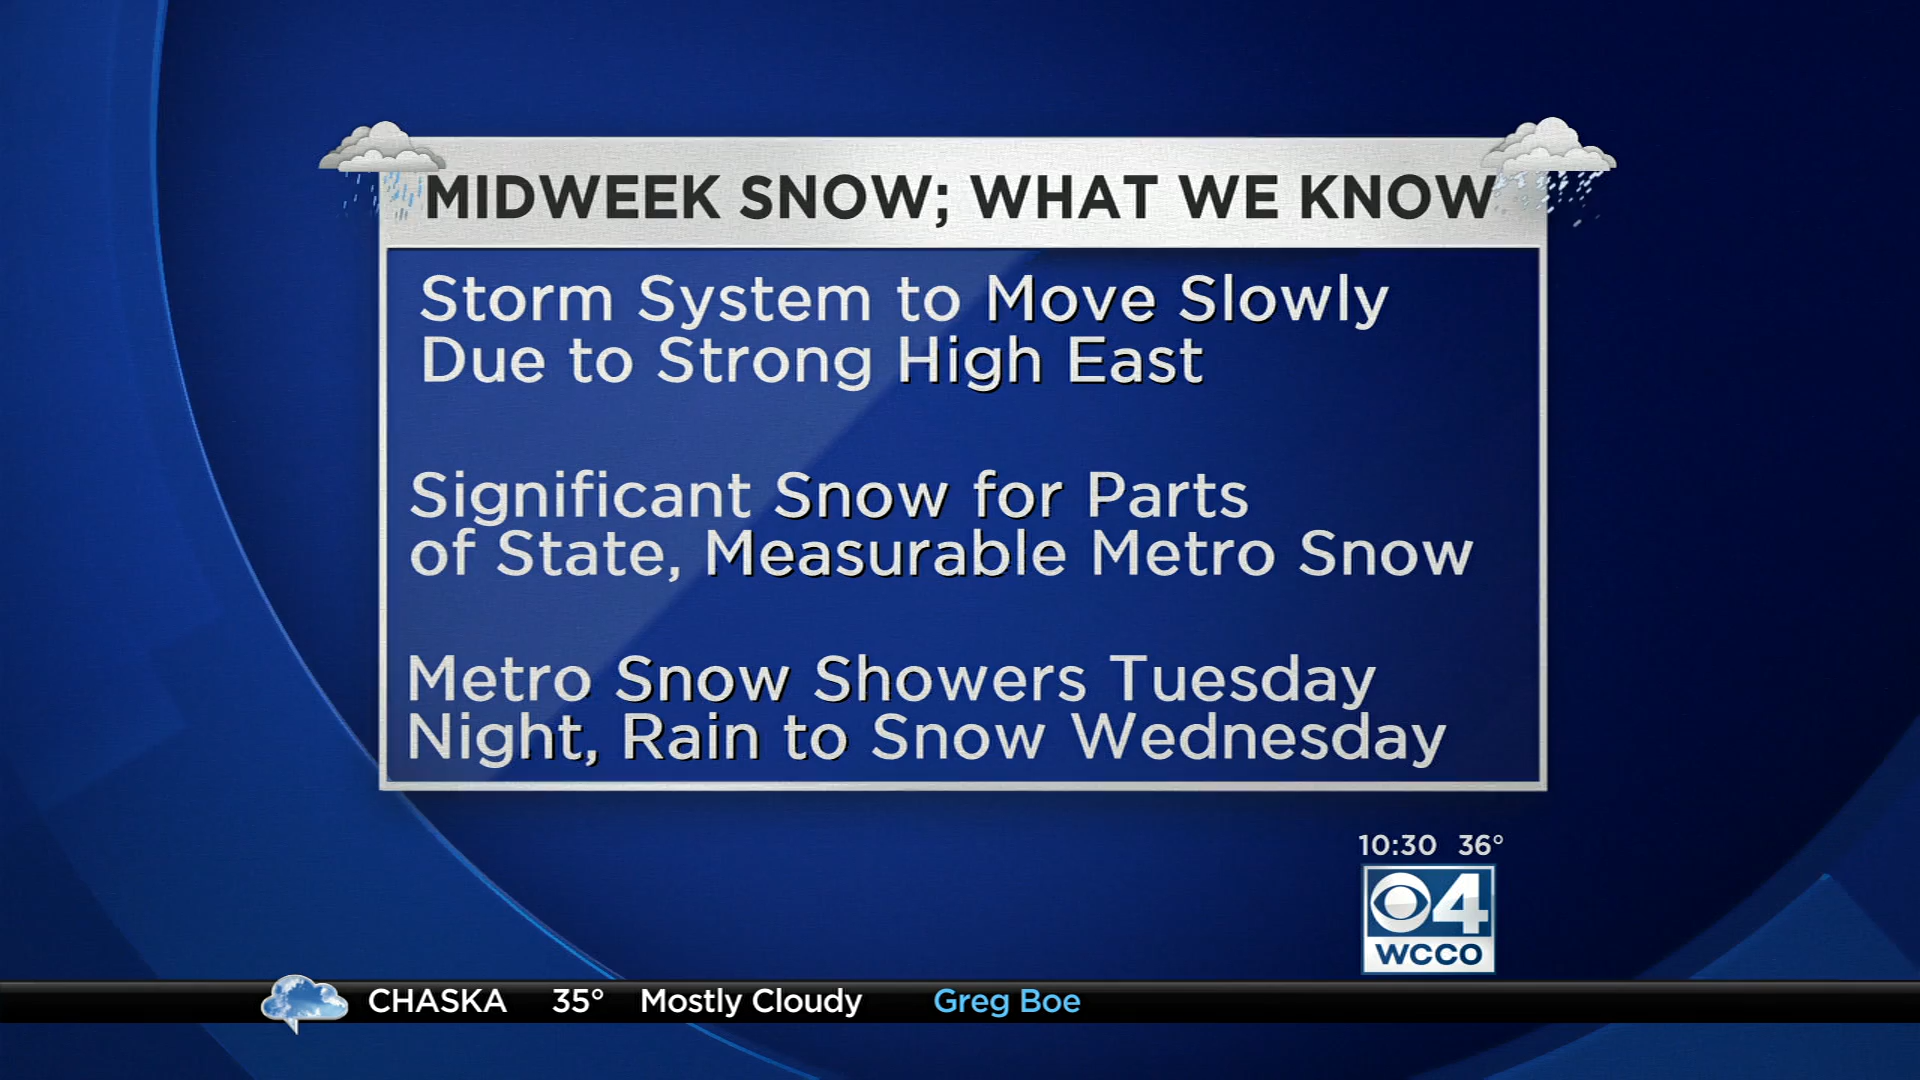 MIDWEEK SNOW; WHAT WE KNOW
Storm System to Move Slowly
Due to Strong High East
Significant Snow for Parts
of State, Measurable Metro Snow
Metro Snow Showers Tuesday
Night, Rain to Snow Wednesday
10:30 36°
4
WCCO
CHASKA 35° Mostly Cloudy Greg Boe